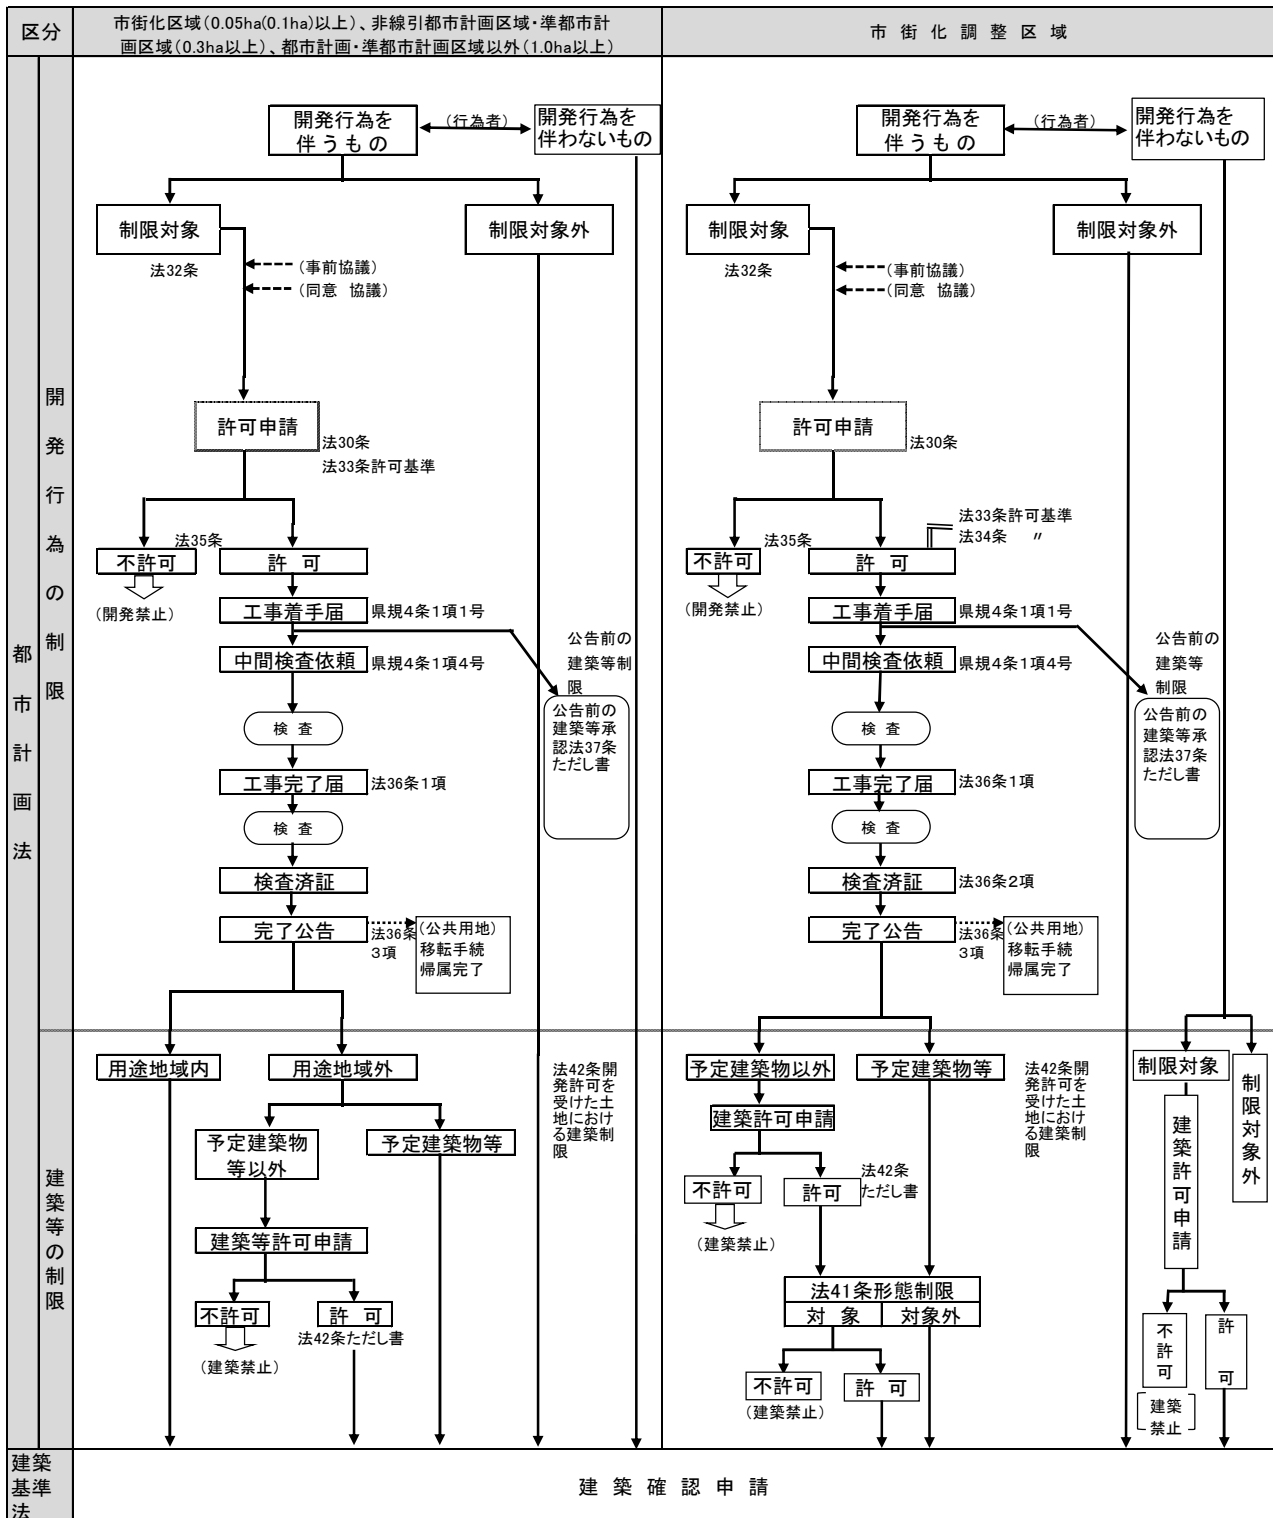 区分
市街化区域(0.05ha(0.1ha)以上)、非線引都市計画区域・準都市計
画区域(0.3ha以上)、都市計画・準都市計画区域以外(1.0ha以上)
市街化調整区域
都市計画法
開発行為の制限
開発行為を
伴うもの
(行為者)
開発行為を
伴わないもの
制限対象
制限対象外
法32条
(事前協議)
(同意 協議)
許可申請
法30条
法33条許可基準
法35条
不許可
許可
(開発禁止)
工事着手届
県規4条1項1号
中間検査依頼
県規4条1項4号
公告前の
建築等制
限
公告前の
建築等承
認法37条
ただし書
検査
工事完了届
法36条1項
検査
検査済証
完了公告
法36条
3項
(公共用地)
移転手続
帰属完了
開発行為を
伴うもの
(行為者)
開発行為を
伴わないもの
制限対象
制限対象外
法32条
(事前協議)
(同意 協議)
許可申請
法30条
法33条許可基準
法34条 〃
法35条
不許可
許可
(開発禁止)
工事着手届
県規4条1項1号
中間検査依頼
県規4条1項4号
公告前の
建築等
制限
公告前の
建築等承
認法37条
ただし書
検査
工事完了届
法36条1項
検査
検査済証
法36条2項
完了公告
法36条
3項
(公共用地)
移転手続
帰属完了
建築等の制限
用途地域内
用途地域外
予定建築物
等以外
予定建築物等
建築等許可申請
不許可
許可
法42条ただし書
(建築禁止)
法42条開
発許可を
受けた土
地におけ
る建築制
限
予定建築物以外
予定建築物等
建築許可申請
不許可
許可
法42条
ただし書
(建築禁止)
法41条形態制限
対象
対象外
不許可
許可
(建築禁止)
法42条開
発許可を
受けた土
地におけ
る建築制
限
制限対象
制限対象外
建築許可申請
不許可
許可
建築
禁止
建築
基準
法
建築確認申請